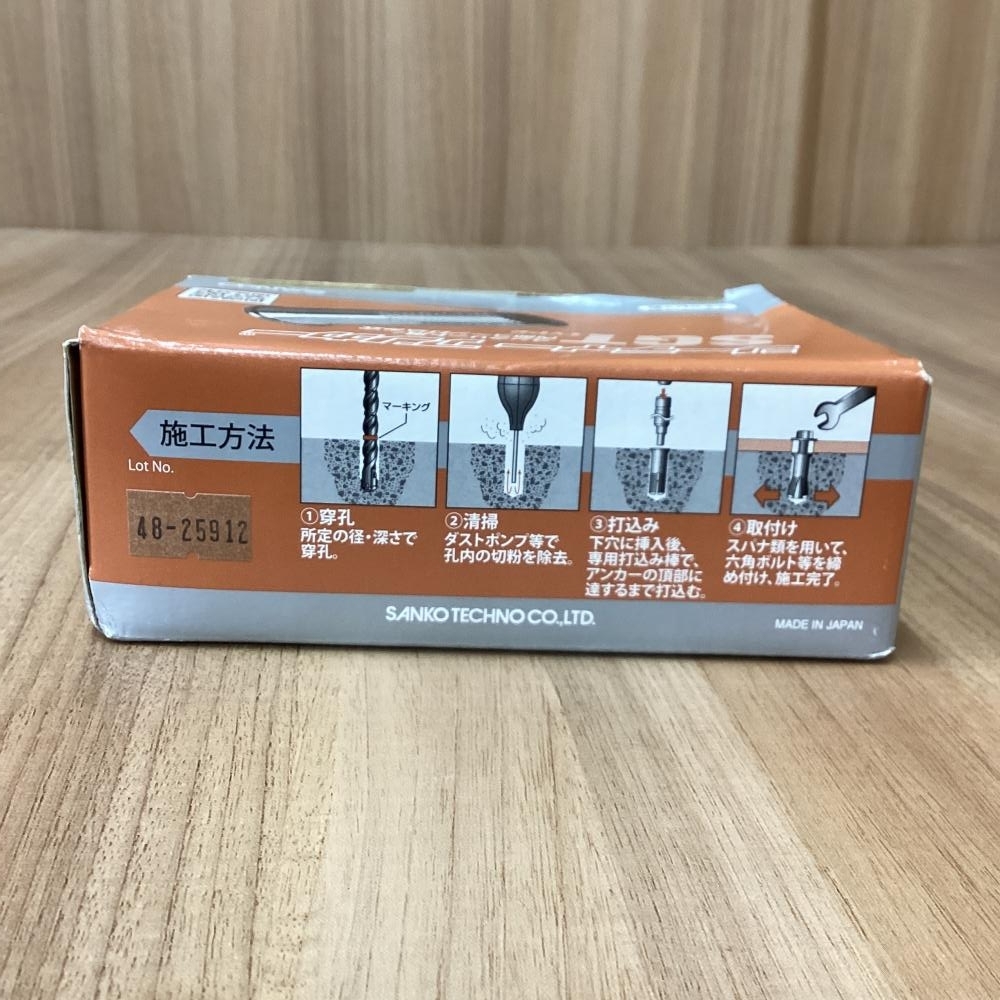 SGT
施工方法
Lot No.
48-25912
マーキング
①穿孔
所定の径・深さで
穿孔。
②清掃
ダストポンプ等で
孔内の切粉を除去。
③打込み
下穴に挿入後、
専用打込み棒で、
アンカーの頂部に
達するまで打込む。
④取付け
スパナ類を用いて、
六角ボルト等を締
め付け、施工完了。
SANKO TECHNO CO.,LTD.
MADE IN JAPAN